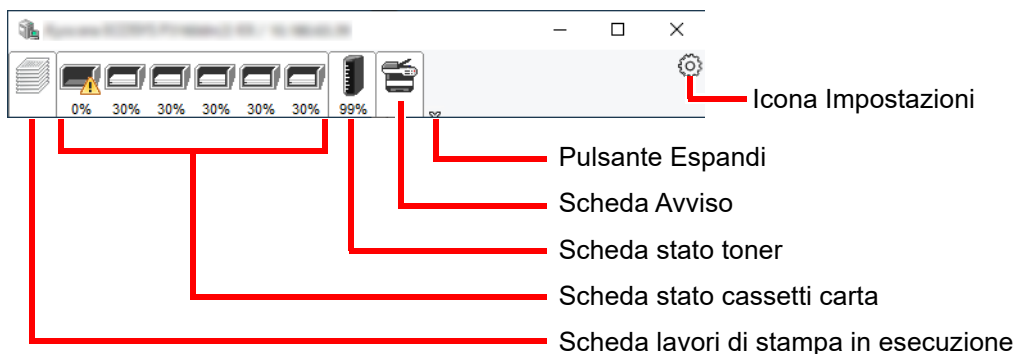 0% 30% 30% 30% 30% 30% 99%
Icona Impostazioni
Pulsante Espandi
Scheda Avviso
Scheda stato toner
Scheda stato cassetti carta
Scheda lavori di stampa in esecuzione